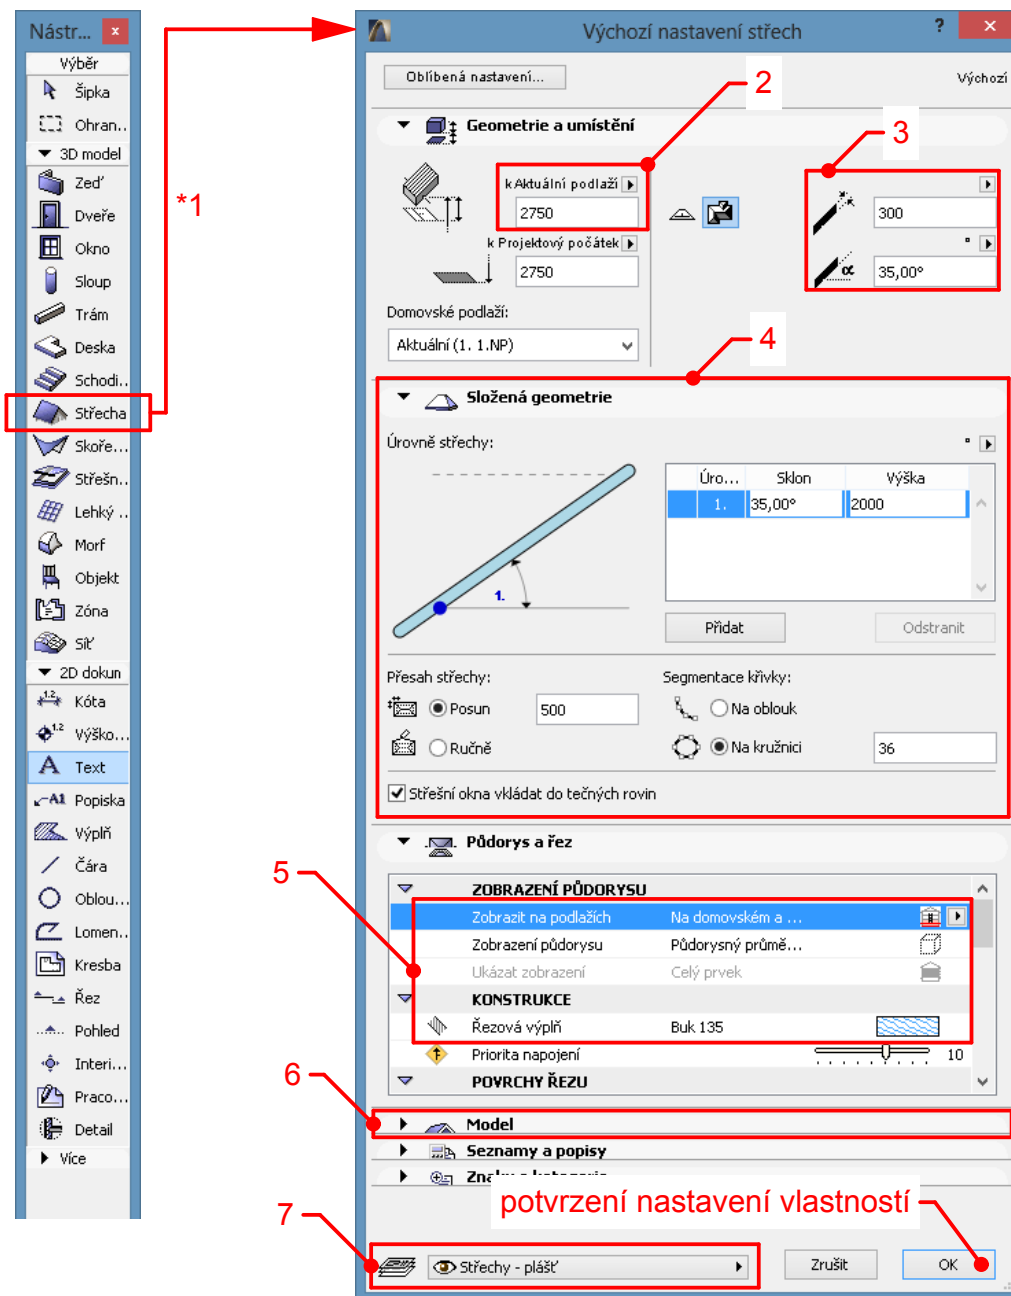 Nástr...
Výběr
Šipka
Ohran..
3D model
Zeď
Dveře
Okno
Sloup
Trám
Deska
Schodi..
Střecha
Skoře...
Střešn..
Lehký ..
Morf
Objekt
Zóna
Síť
2D dokun
Kóta
Výško...
Text
Popiska
Výplň
Čára
Oblou...
Lomen..
Kresba
Řez
Pohled
Interi...
Praco...
Detail
Více
*1
Výchozí nastavení střech
?
Oblíbená nastavení...
Výchozí
2
Geometrie a umístění
3
k Aktuální podlaží
2750
k Projektový počátek
2750
Domovské podlaží:
Aktuální (1. 1.NP)
300
°
α
35,00°
4
Složená geometrie
Úrovně střechy:
°
1.
Úro... Sklon Výška
1. 35,00° 2000
Přidat
Odstranit
Přesah střechy:
Posun
500
Ručně
Segmentace křivky:
Na oblouk
Na kružnici
36
Střešní okna vkládat do tečných rovin
Půdorys a řez
5
ZOBRAZENÍ PŮDORYSU
Zobrazit na podlažích Na domovském a ...
Zobrazení půdorysu Půdorysný průmě...
Ukázat zobrazení Celý prvek
KONSTRUKCE
Řezová výplň Buk 135
Priorita napojení 10
POVRCHY ŘEZU
6
Model
Seznamy a popisy
potvrzení nastavení vlastností
7
Střechy - plášť
Zrušit
OK